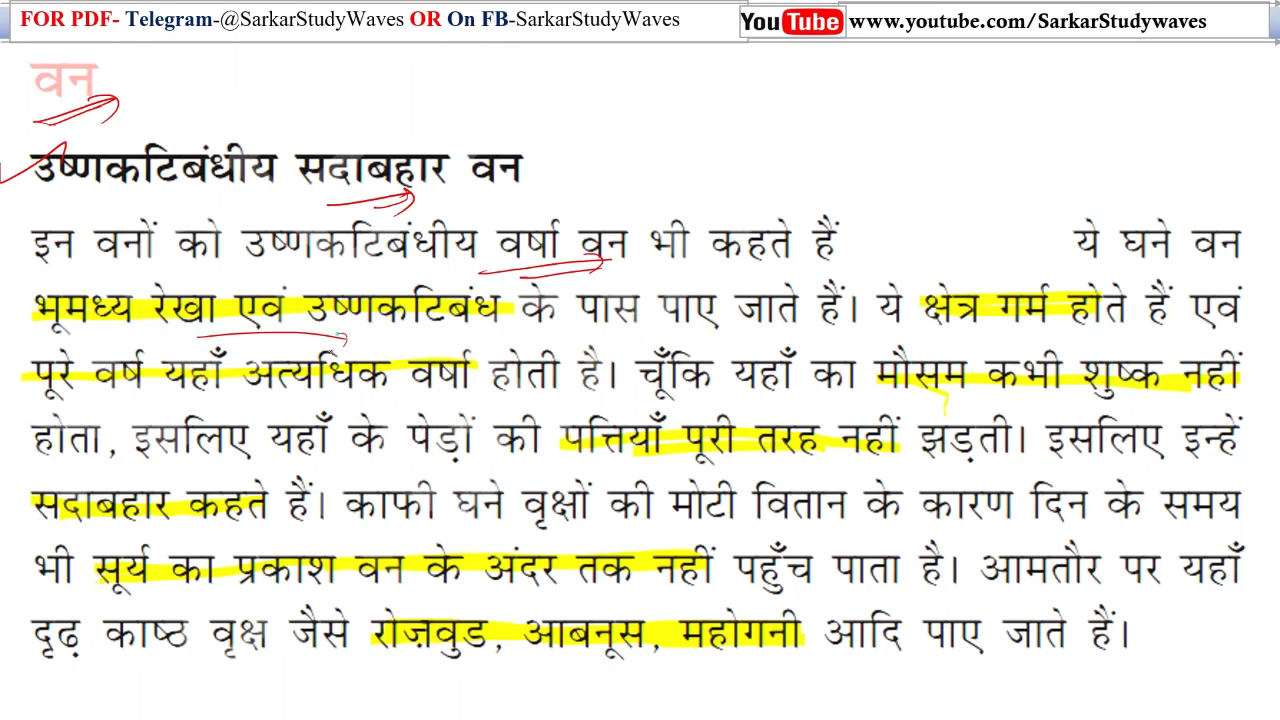 FOR PDF- Telegram-@SarkarStudyWaves OR On FB-SarkarStudyWaves
YouTube www.youtube.com/SarkarStudywaves
वन
उष्णकटिबंधीय सदाबहार वन
इन वनों को उष्णकटिबंधीय वर्षा वन भी कहते हैं ये घने वन
भूमध्य रेखा एवं उष्णकटिबंध के पास पाए जाते हैं। ये क्षेत्र गर्म होते हैं एवं
पूरे वर्ष यहाँ अत्यधिक वर्षा होती है। चूँकि यहाँ का मौसम कभी शुष्क नहीं
होता, इसलिए यहाँ के पेड़ों की पत्तियाँ पूरी तरह नहीं झड़ती। इसलिए इन्हें
सदाबहार कहते हैं। काफी घने वृक्षों की मोटी वितान के कारण दिन के समय
भी सूर्य का प्रकाश वन के अंदर तक नहीं पहुँच पाता है। आमतौर पर यहाँ
दृढ़ काष्ठ वृक्ष जैसे रोज़वुड, आबनूस, महोगनी आदि पाए जाते हैं।